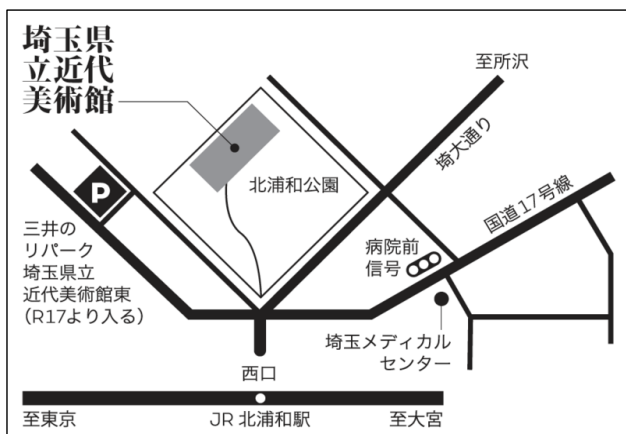 埼玉県
立近代
美術館
至所沢
埼大通り
北浦和公園
国道17号線
P
三井の
リパーク
埼玉県立
近代美術館東
（R17より入る）
病院前
信号
埼玉メディカル
センター
西口
至東京
JR 北浦和駅
至大宮